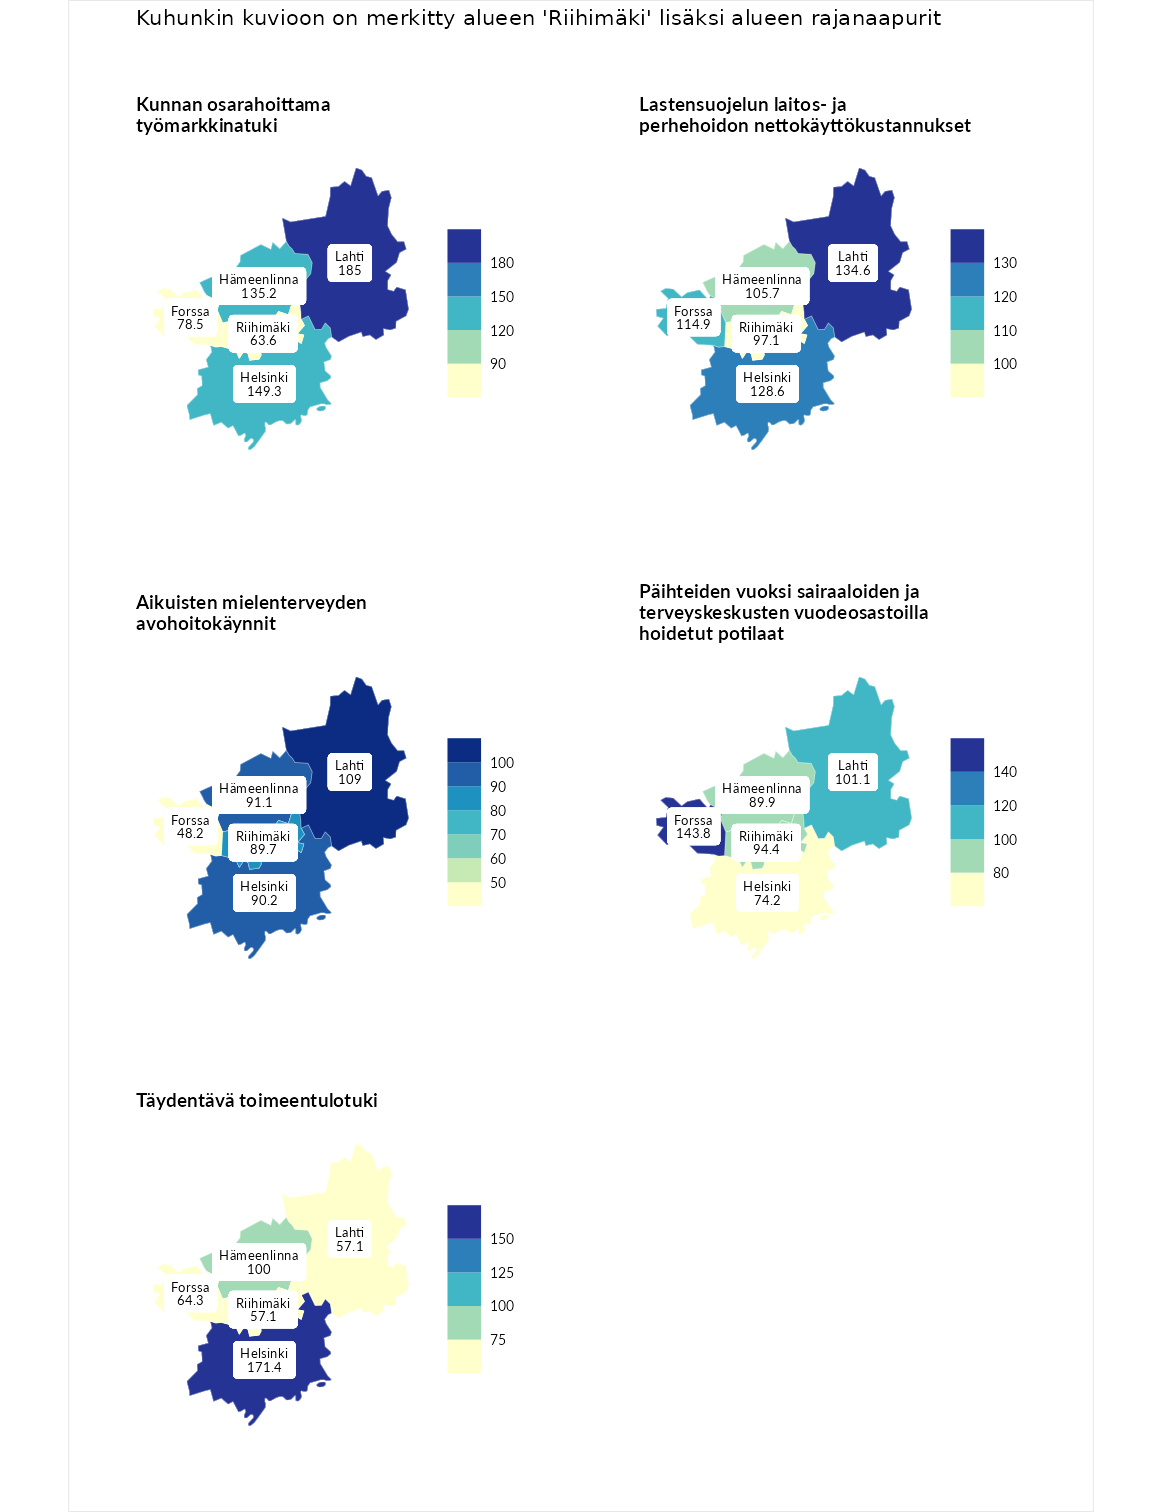 Kuhunkin kuvioon on merkitty alueen 'Riihimäki' lisäksi alueen rajanaapurit
Kunnan osarahoittama
työmarkkinatuki
Lahti
185
Hämeenlinna
135.2
Forssa
78.5
Riihimäki
63.6
Helsinki
149.3
180
150
120
90
Lastensuojelun laitos- ja
perhehoidon nettokäyttökustannukset
Lahti
134.6
Hämeenlinna
105.7
Forssa
114.9
Riihimäki
97.1
Helsinki
128.6
130
120
110
100
Aikuisten mielenterveyden
avohoitokäynnit
Lahti
109
Hämeenlinna
91.1
Forssa
48.2
Riihimäki
89.7
Helsinki
90.2
100
90
80
70
60
50
Päihteiden vuoksi sairaaloiden ja
terveyskeskusten vuodeosastoilla
hoidetut potilaat
Lahti
101.1
Hämeenlinna
89.9
Forssa
143.8
Riihimäki
94.4
Helsinki
74.2
140
120
100
80
Täydentävä toimeentulotuki
Lahti
57.1
Hämeenlinna
100
Forssa
64.3
Riihimäki
57.1
Helsinki
171.4
150
125
100
75